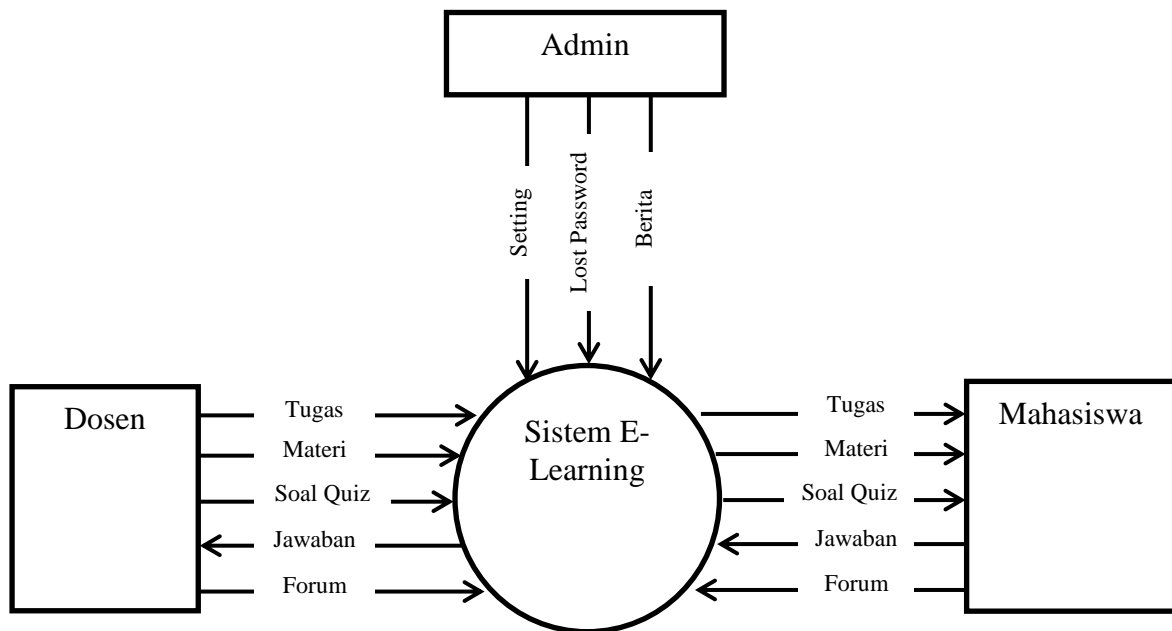 Admin
Setting
Lost Password
Berita
Dosen
Tugas
Materi
Soal Quiz
Jawaban
Forum
Sistem E-
Learning
Tugas
Materi
Soal Quiz
Jawaban
Forum
Mahasiswa